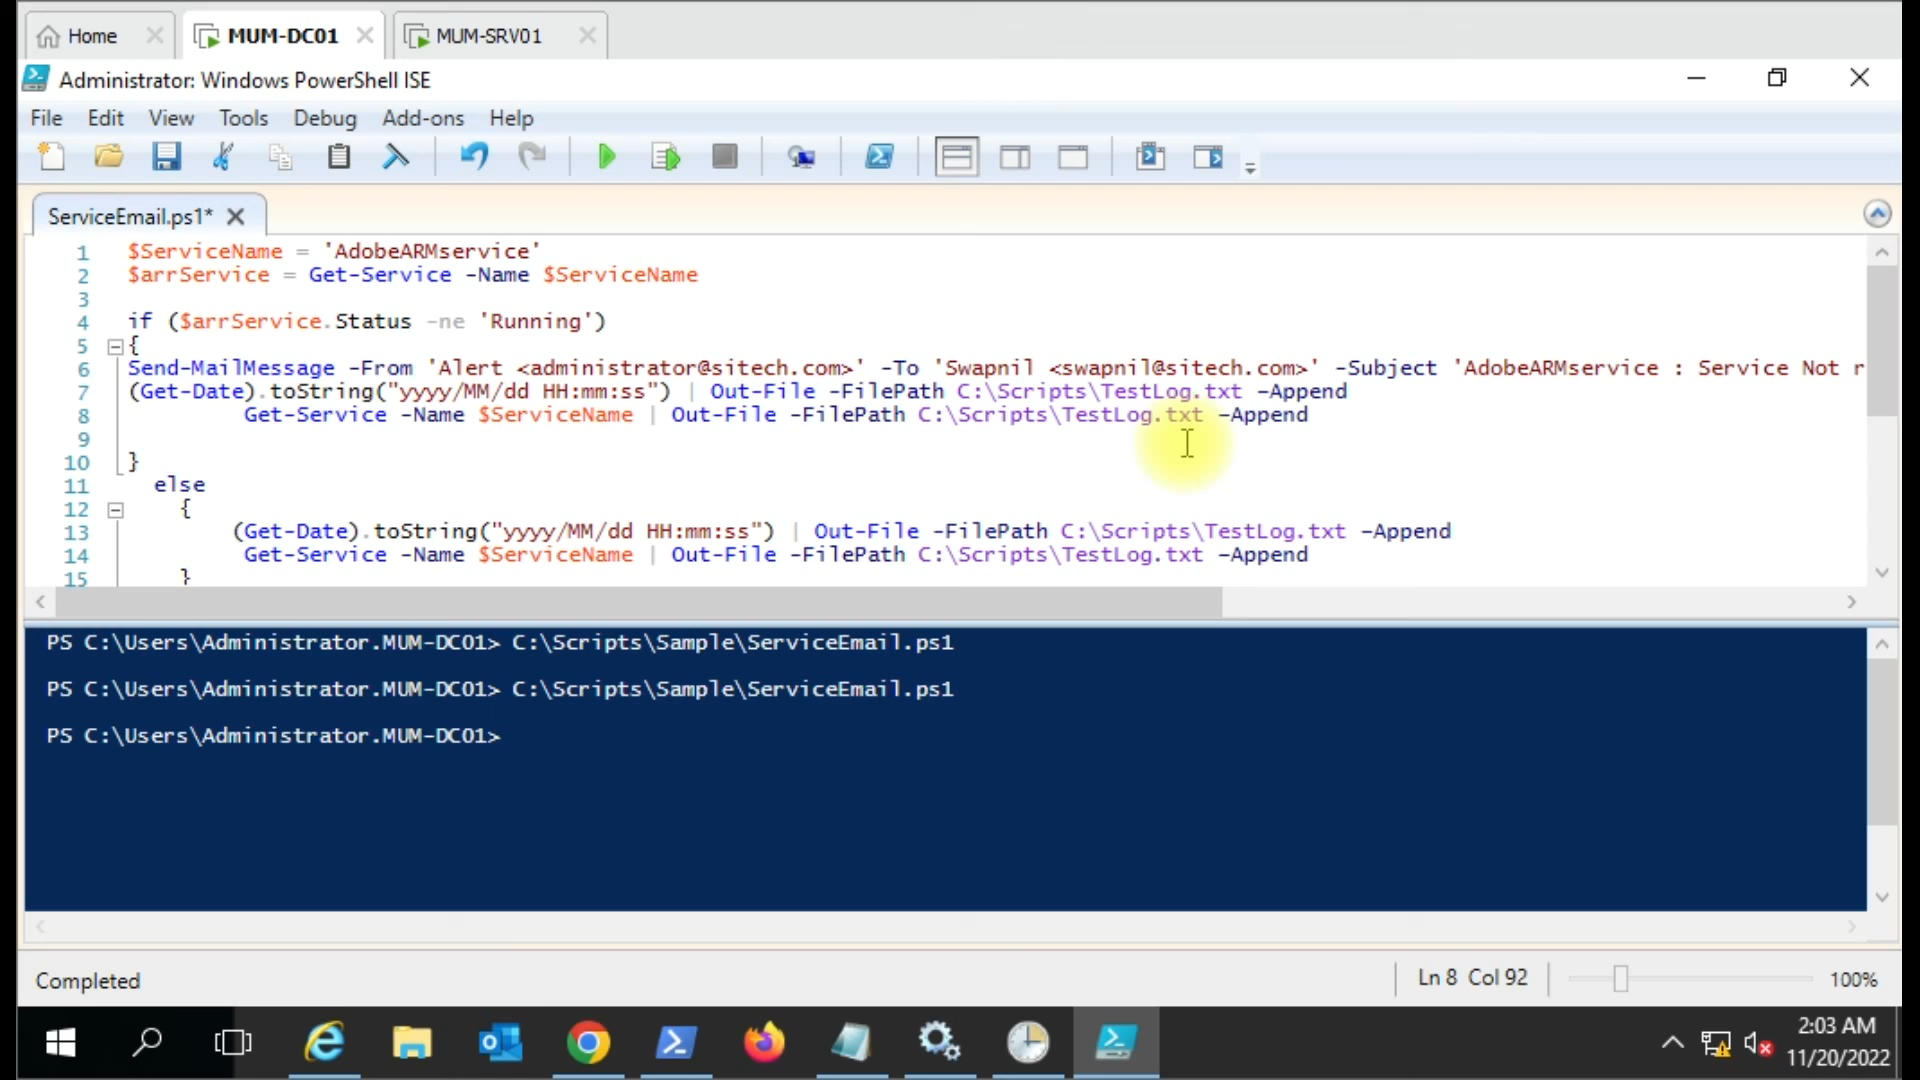 Home
MUM-DC01
MUM-SRV01
Administrator: Windows PowerShell ISE
File Edit View Tools Debug Add-ons Help
ServiceEmail.ps1*
1 $ServiceName = 'AdobeARMservice'
2 $arrService = Get-Service -Name $ServiceName
3
4 if ($arrService.Status -ne 'Running')
5 {
6 Send-MailMessage -From 'Alert <administrator@sitech.com>' -To 'Swapnil <swapnil@sitech.com>' -Subject 'AdobeARMservice : Service Not r
7 (Get-Date).toString("yyyy/MM/dd HH:mm:ss") | Out-File -FilePath C:\Scripts\TestLog.txt -Append
8 Get-Service -Name $ServiceName | Out-File -FilePath C:\Scripts\TestLog.txt -Append
9
10 }
11 else
12 {
13 (Get-Date).toString("yyyy/MM/dd HH:mm:ss") | Out-File -FilePath C:\Scripts\TestLog.txt -Append
14 Get-Service -Name $ServiceName | Out-File -FilePath C:\Scripts\TestLog.txt -Append
15 }
PS C:\Users\Administrator.MUM-DC01> C:\Scripts\Sample\ServiceEmail.ps1
PS C:\Users\Administrator.MUM-DC01> C:\Scripts\Sample\ServiceEmail.ps1
PS C:\Users\Administrator.MUM-DC01>
Completed
Ln 8 Col 92
100%
2:03 AM
11/20/2022